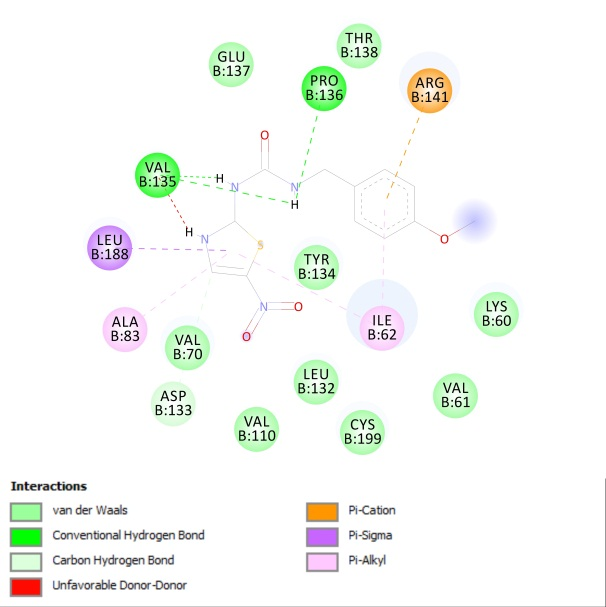 THR
B:138
GLU
B:137
PRO
B:136
ARG
B:141
O
VAL
B:135
H
N
N
H
H
N
S
LEU
B:188
O
TYR
B:134
N
O
O
LYS
B:60
ALA
B:83
ILE
B:62
VAL
B:70
LEU
B:132
VAL
B:61
ASP
B:133
VAL
B:110
CYS
B:199
Interactions
van der Waals
Conventional Hydrogen Bond
Carbon Hydrogen Bond
Unfavorable Donor-Donor
Pi-Cation
Pi-Sigma
Pi-Alkyl